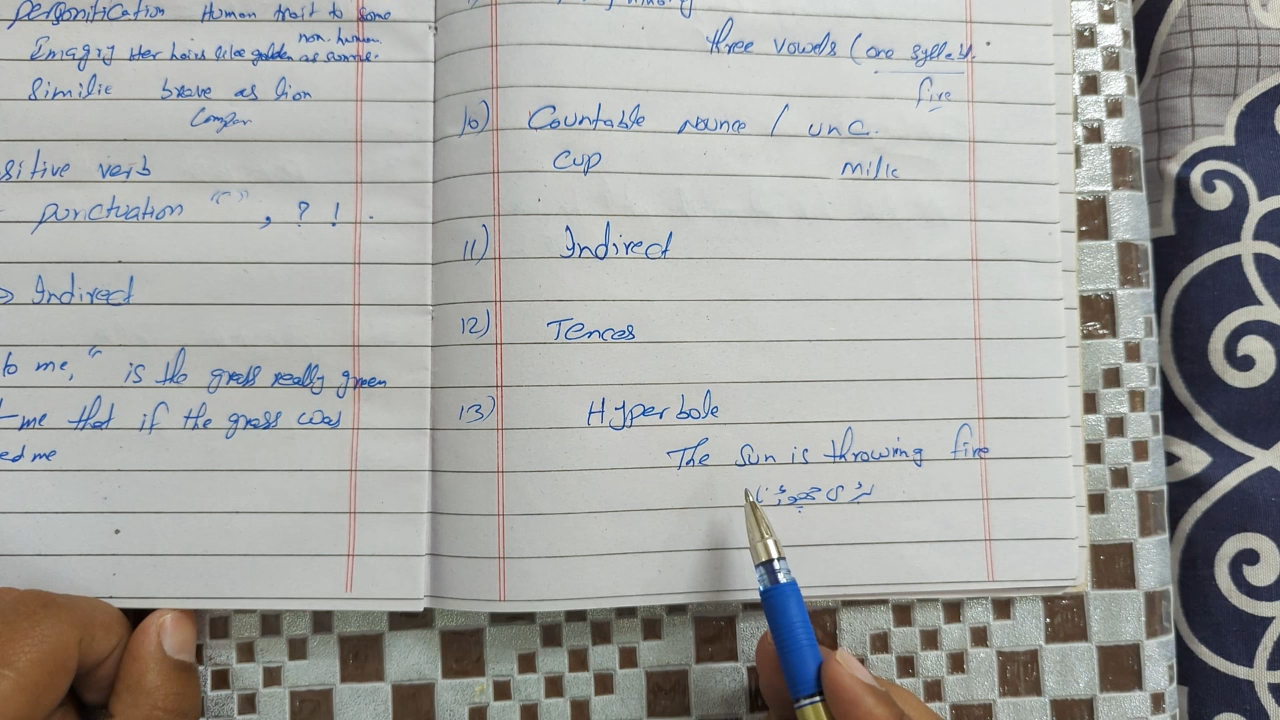 personification Human trait to some
non. human
Imagry Her hairs like golden as sunrie.
Similie brave as lion
Compar
sitive verb
punctuation "" , ? ! .
Indirect
to me, " is the grass really green
me that if the grass was
ed me
three vowels (one syllab.
fire
10) Countable nounce / unc.
cup milk
11) Indirect
12) Tences
13) Hyperbole
The sun is throwing fire